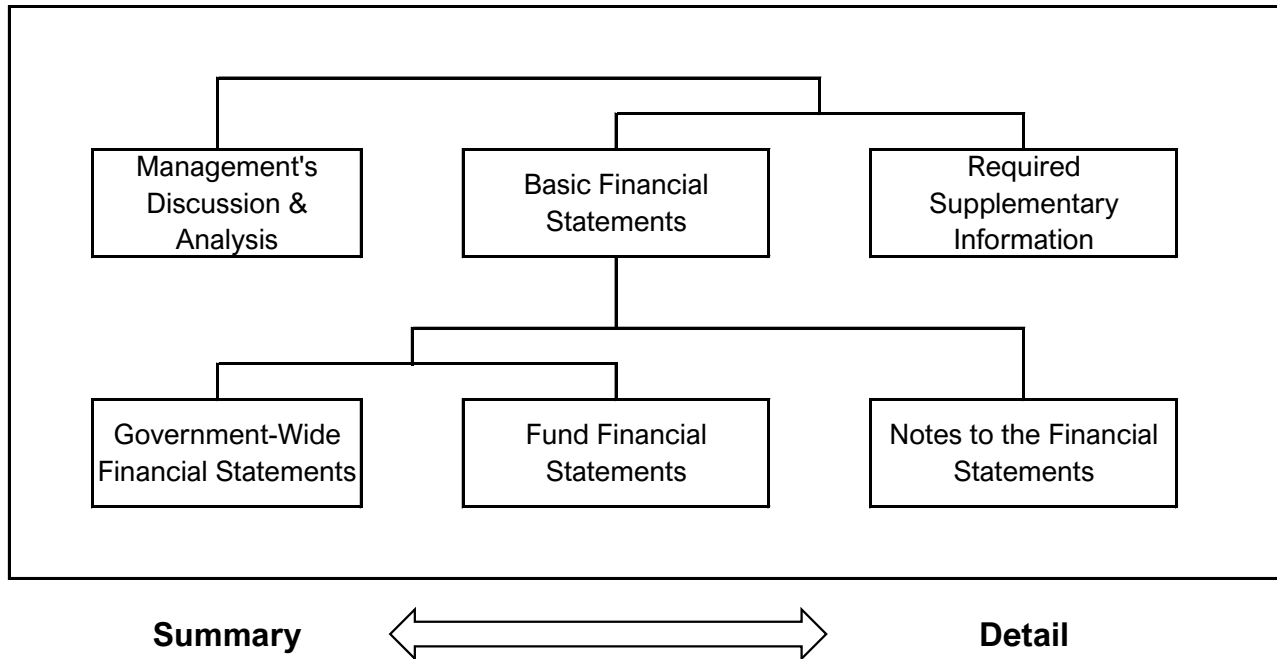 Management's
Discussion &
Analysis
Basic Financial
Statements
Required
Supplementary
Information
Government-Wide
Financial Statements
Fund Financial
Statements
Notes to the Financial
Statements
Summary
Detail